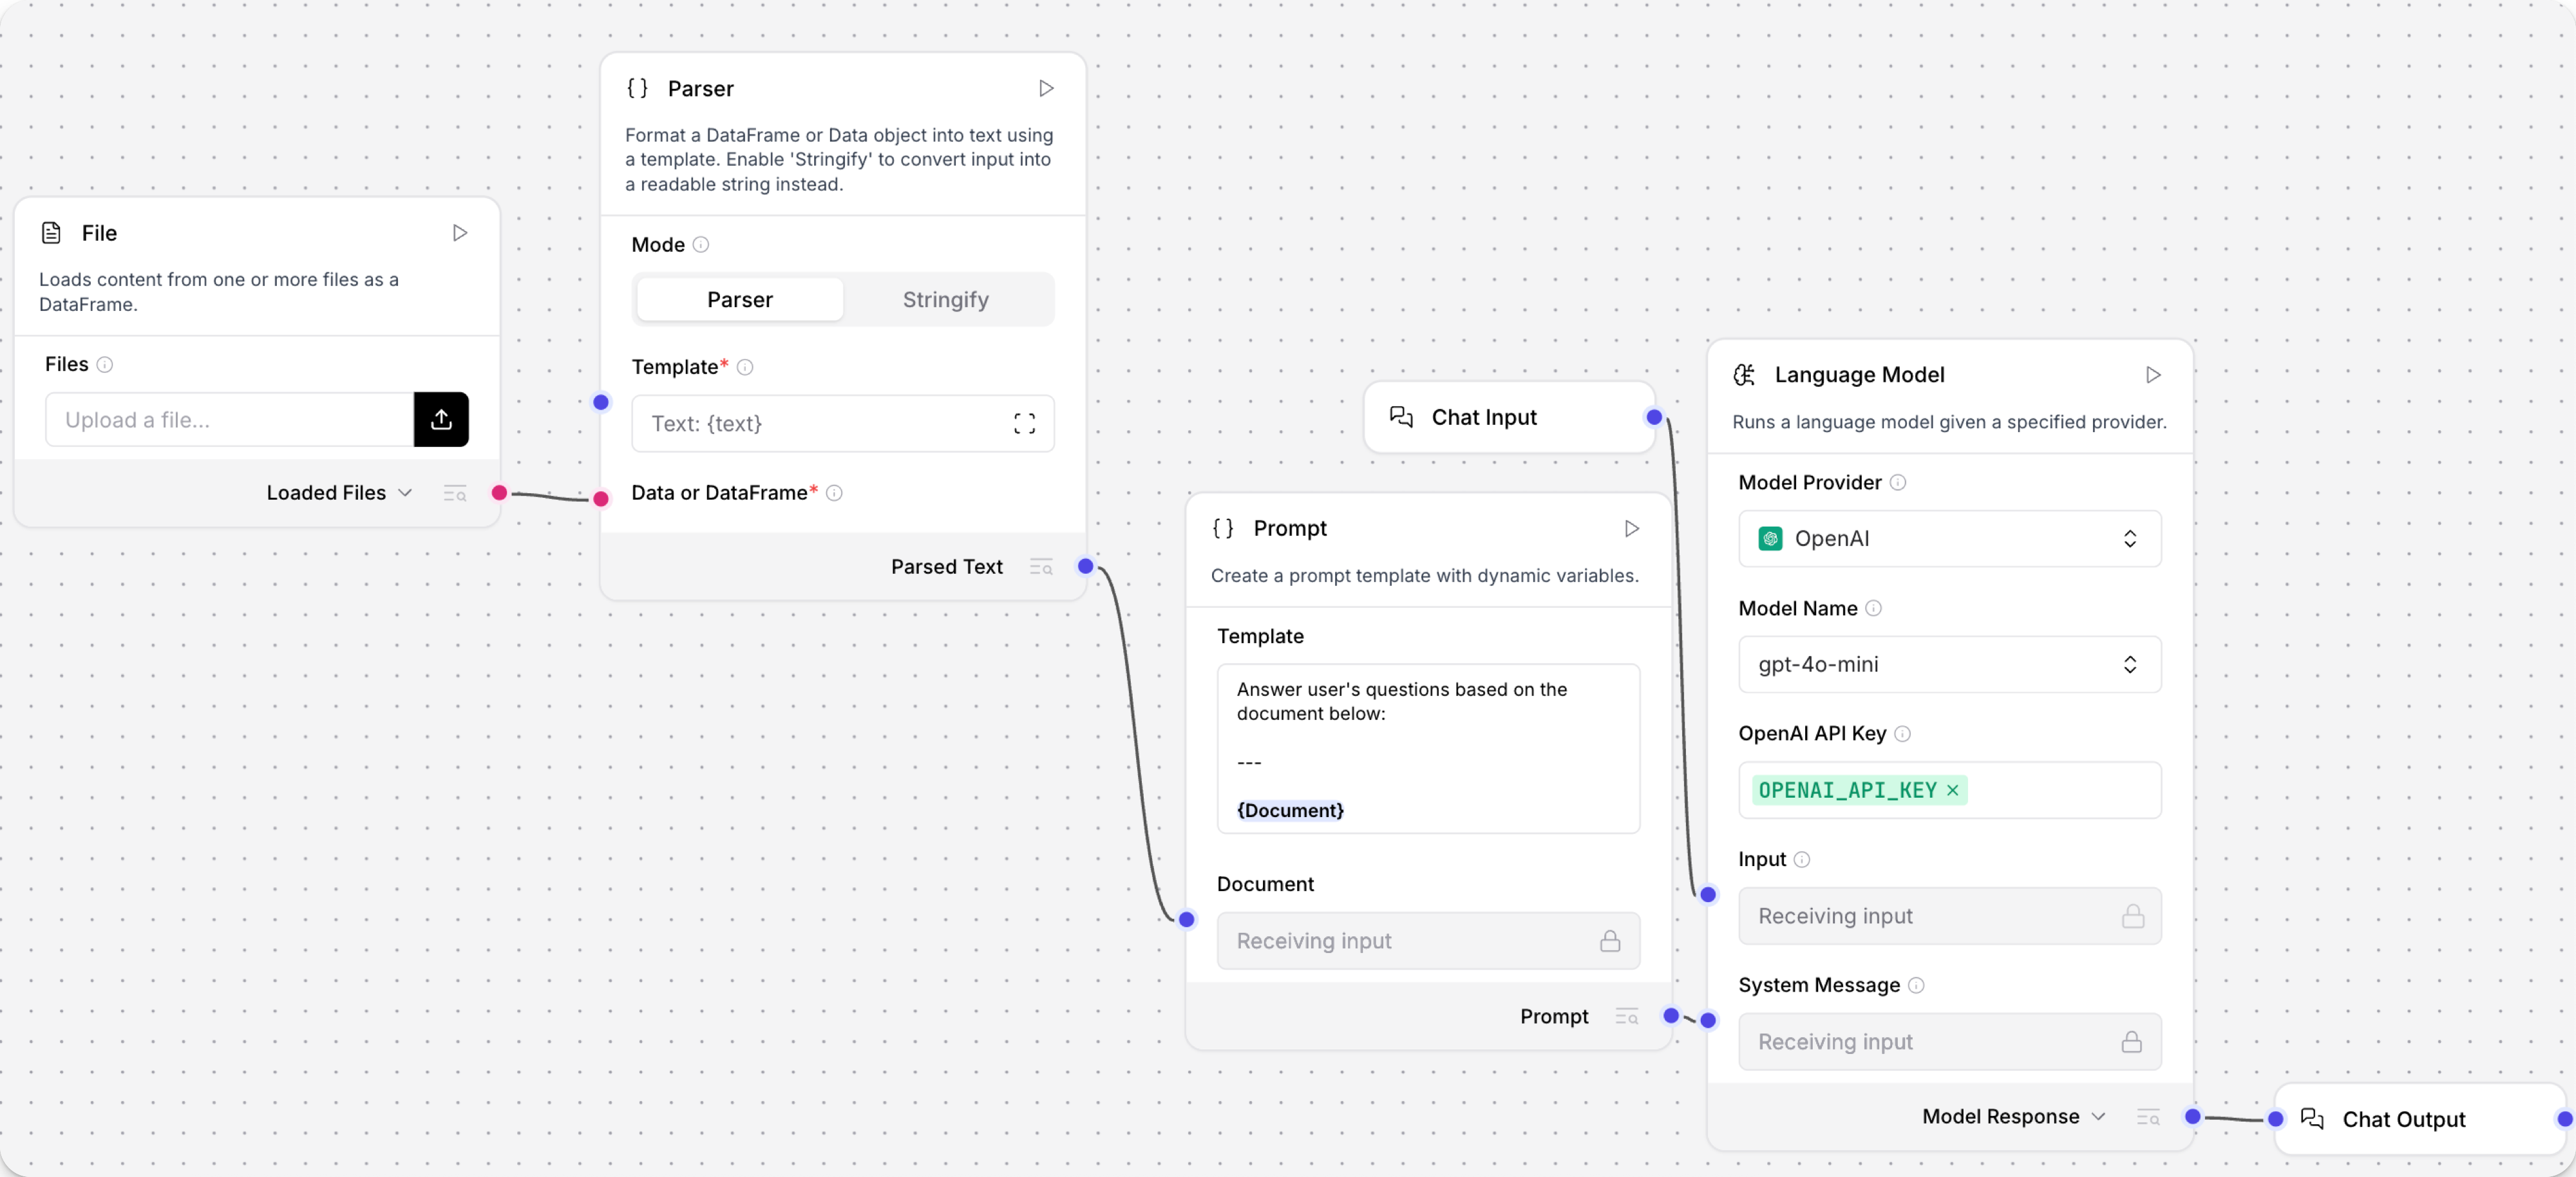 File
Loads content from one or more files as a
DataFrame.
Files
Upload a file...
Loaded Files
{} Parser
Format a DataFrame or Data object into text using
a template. Enable 'Stringify' to convert input into
a readable string instead.
Mode
Parser
Stringify
Template*
Text: {text}
Data or DataFrame*
Parsed Text
Chat Input
{} Prompt
Create a prompt template with dynamic variables.
Template
Answer user's questions based on the
document below:
---
{Document}
Document
Receiving input
Prompt
Language Model
Runs a language model given a specified provider.
Model Provider
OpenAI
Model Name
gpt-4o-mini
OpenAI API Key
OPENAI_API_KEY ×
Input
Receiving input
System Message
Receiving input
Model Response
Chat Output